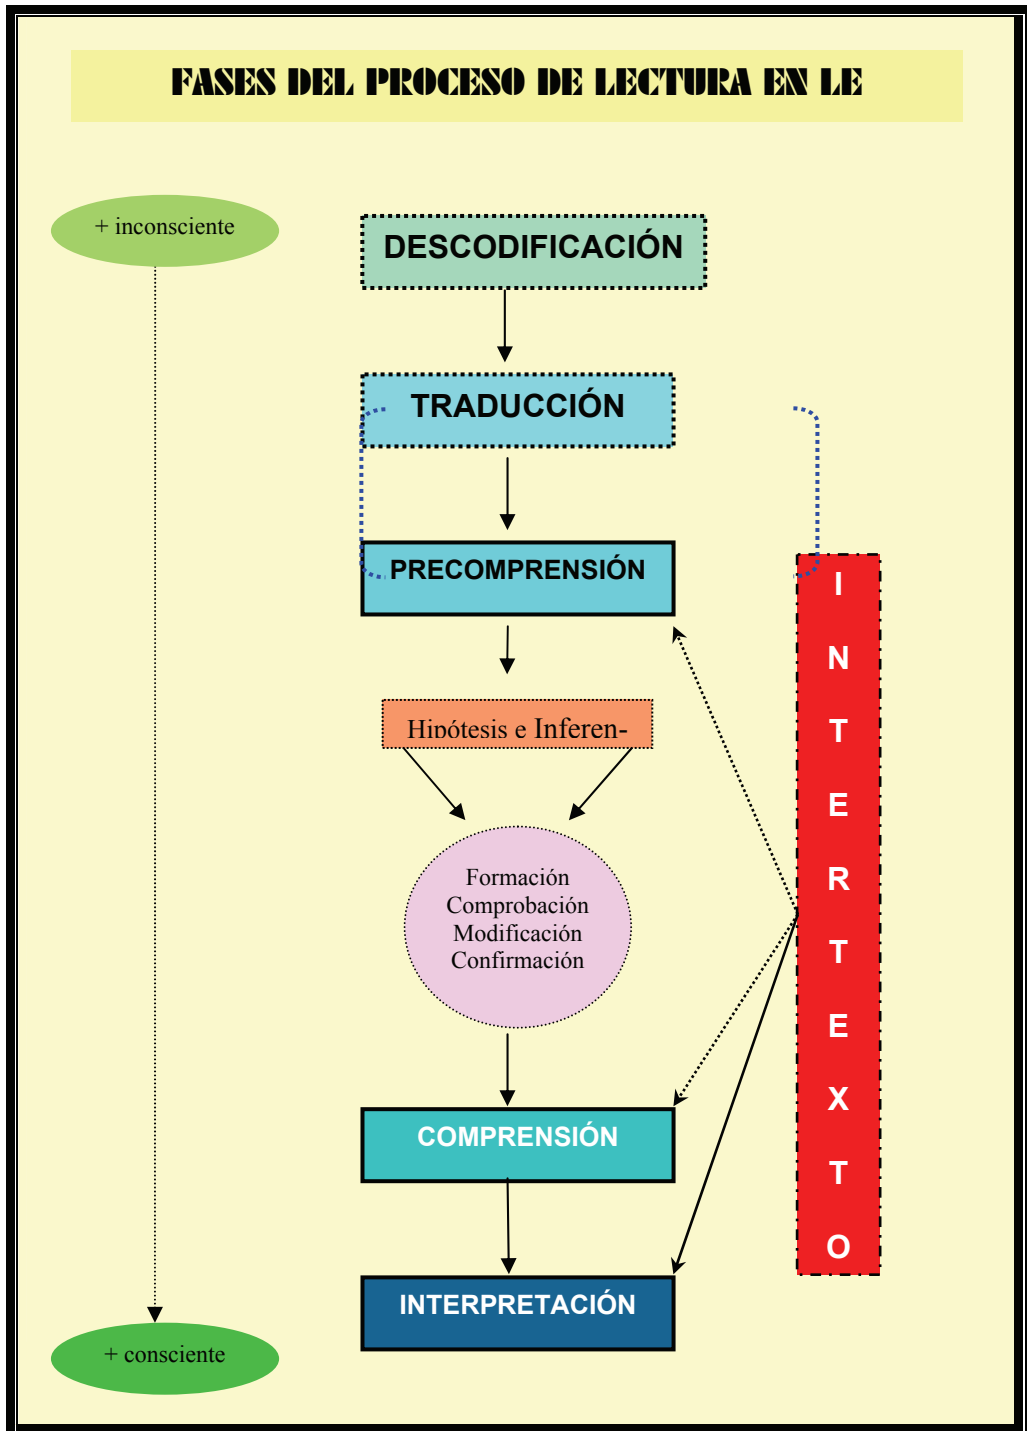 FASES DEL PROCESO DE LECTURA EN LE
+ inconsciente
DESCODIFICACIÓN
TRADUCCIÓN
PRECOMPRENSIÓN
Hipótesis e Inferen-
Formación
Comprobación
Modificación
Confirmación
COMPRENSIÓN
INTERPRETACIÓN
+ consciente
I
N
T
E
R
T
E
X
T
O